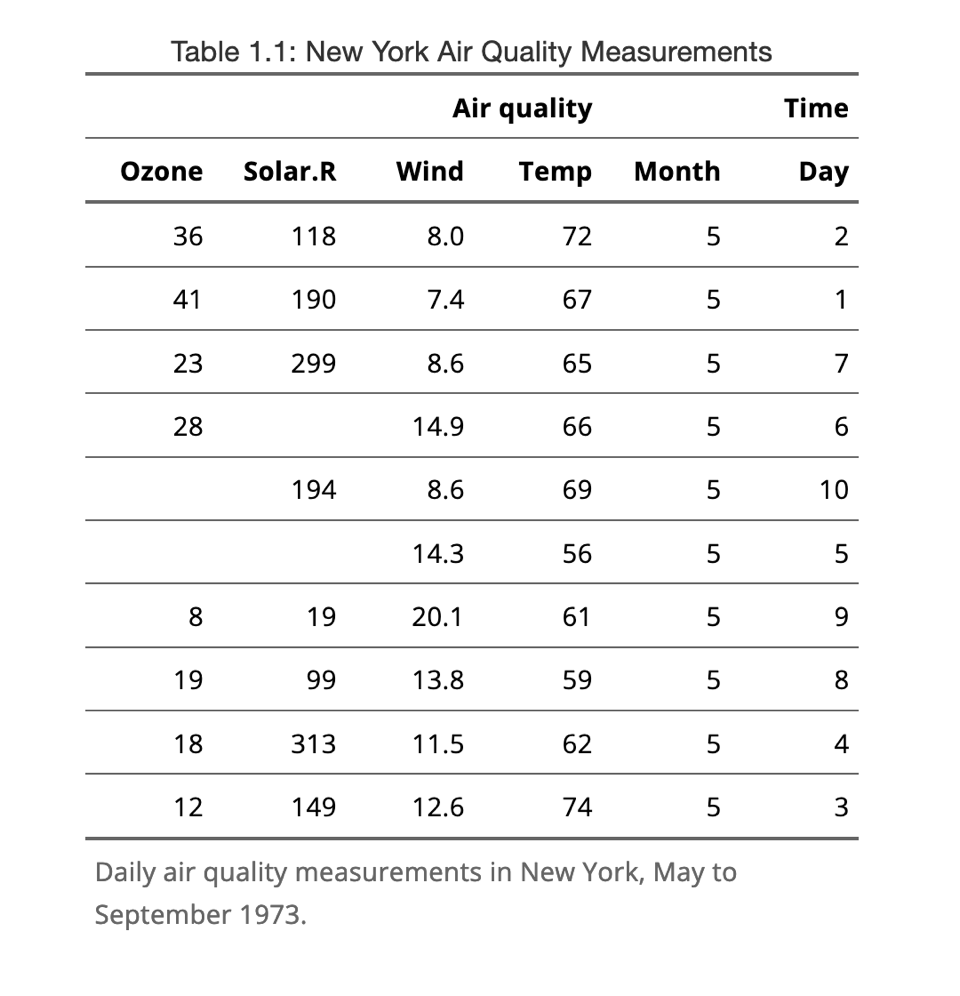 Table 1.1: New York Air Quality Measurements
Air quality Time
Ozone Solar.R Wind Temp Month Day
36 118 8.0 72 5 2
41 190 7.4 67 5 1
23 299 8.6 65 5 7
28 14.9 66 5 6
194 8.6 69 5 10
14.3 56 5 5
8 19 20.1 61 5 9
19 99 13.8 59 5 8
18 313 11.5 62 5 4
12 149 12.6 74 5 3
Daily air quality measurements in New York, May to
September 1973.